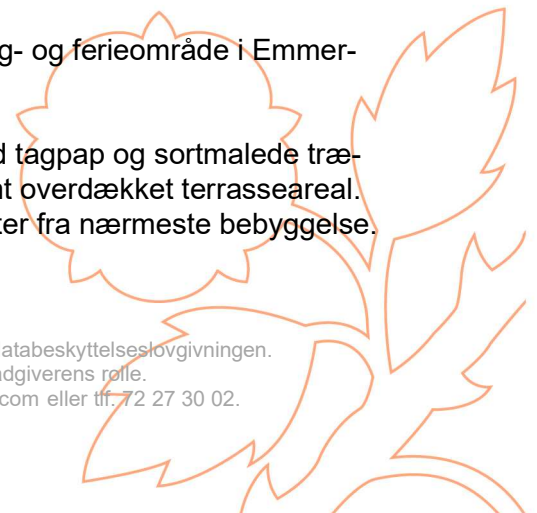 g- og ferieområde i Emmer-
d tagpap og sortmalede træ-
nt overdækket terrasseareal.
ter fra nærmeste bebyggelse.
atabeskyttelseslovgivningen.
ådgiverens rolle.
com eller tlf. 72 27 30 02.